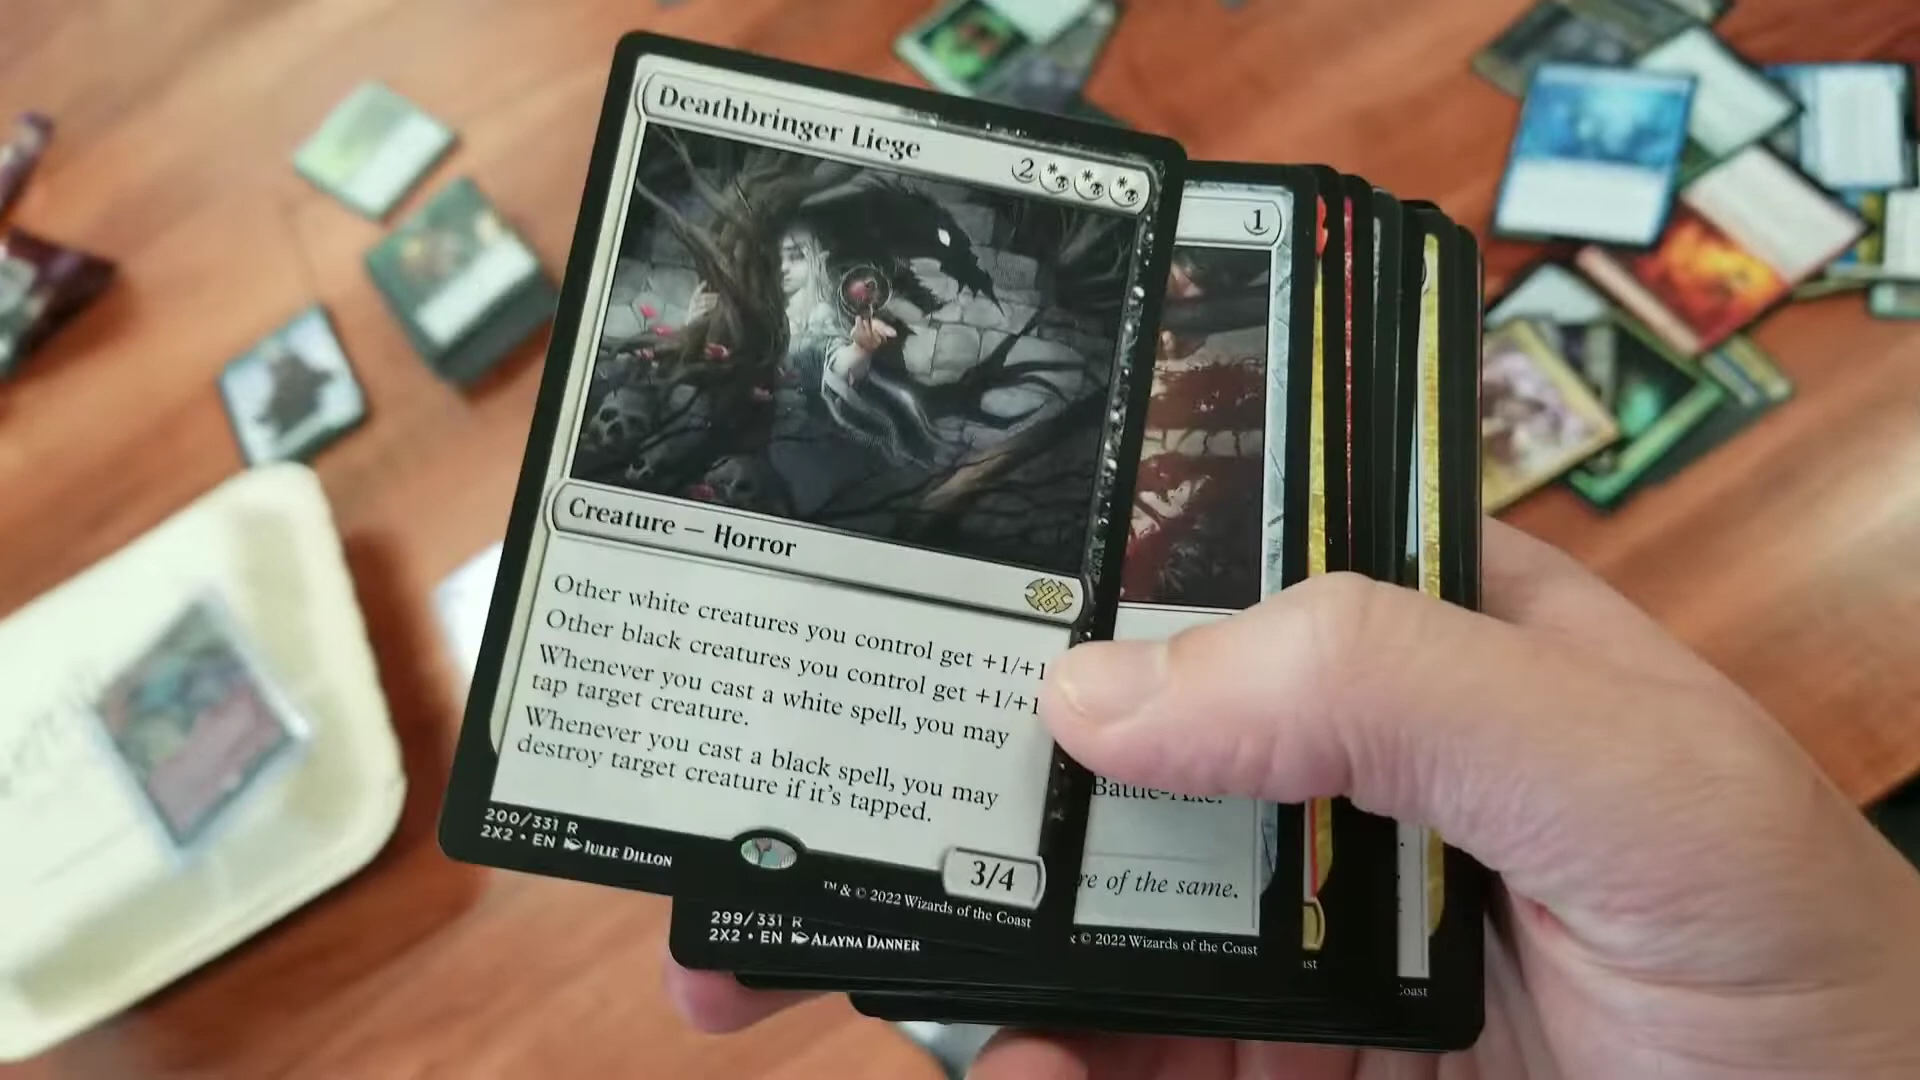 Deathbringer Liege
2
Creature — Horror
Other white creatures you control get +1/+1
Other black creatures you control get +1/+1
Whenever you cast a white spell, you may
tap target creature.
Whenever you cast a black spell, you may
destroy target creature if it's tapped.
200/331 R
2X2 • EN JULIE DILLON
3/4
™ & © 2022 Wizards of the Coast
1
Battle-Axe.
of the same.
299/331 R
2X2 • EN ALAYNA DANNER
& © 2022 Wizards of the Coast
Coast